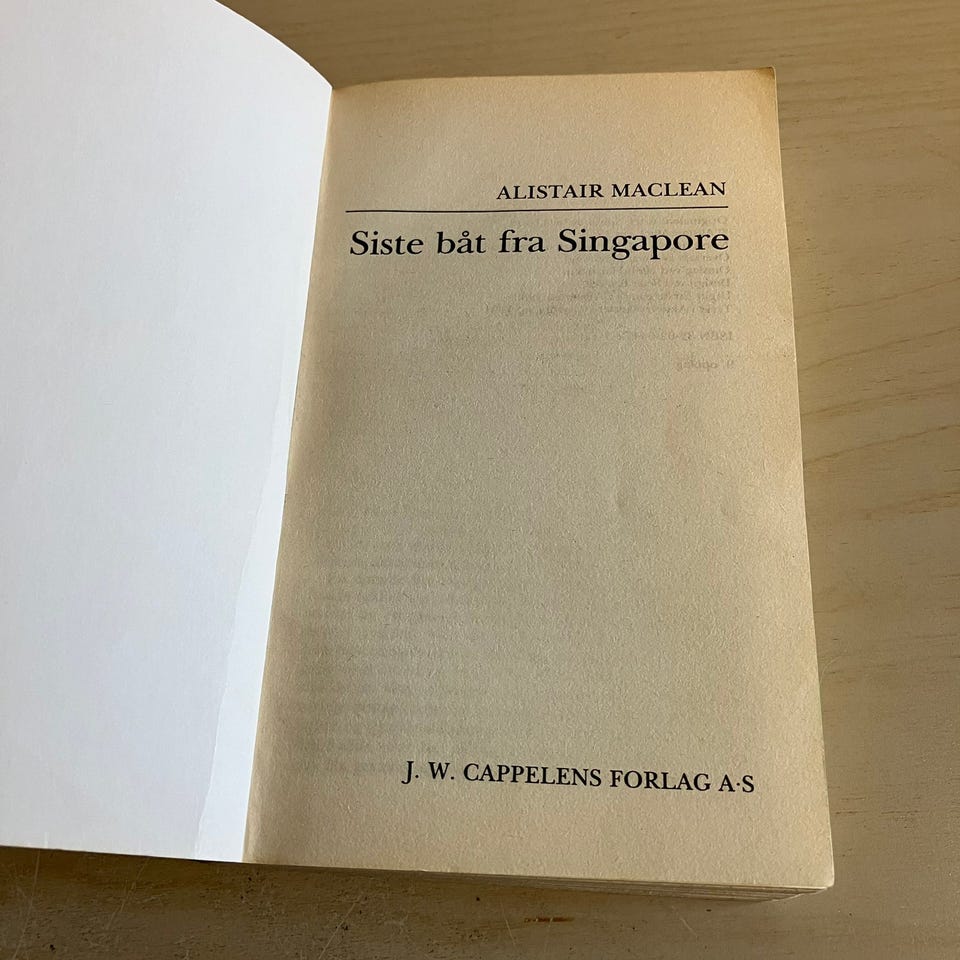 ALISTAIR MACLEAN
Siste båt fra Singapore
J. W. CAPPELENS FORLAG A·S